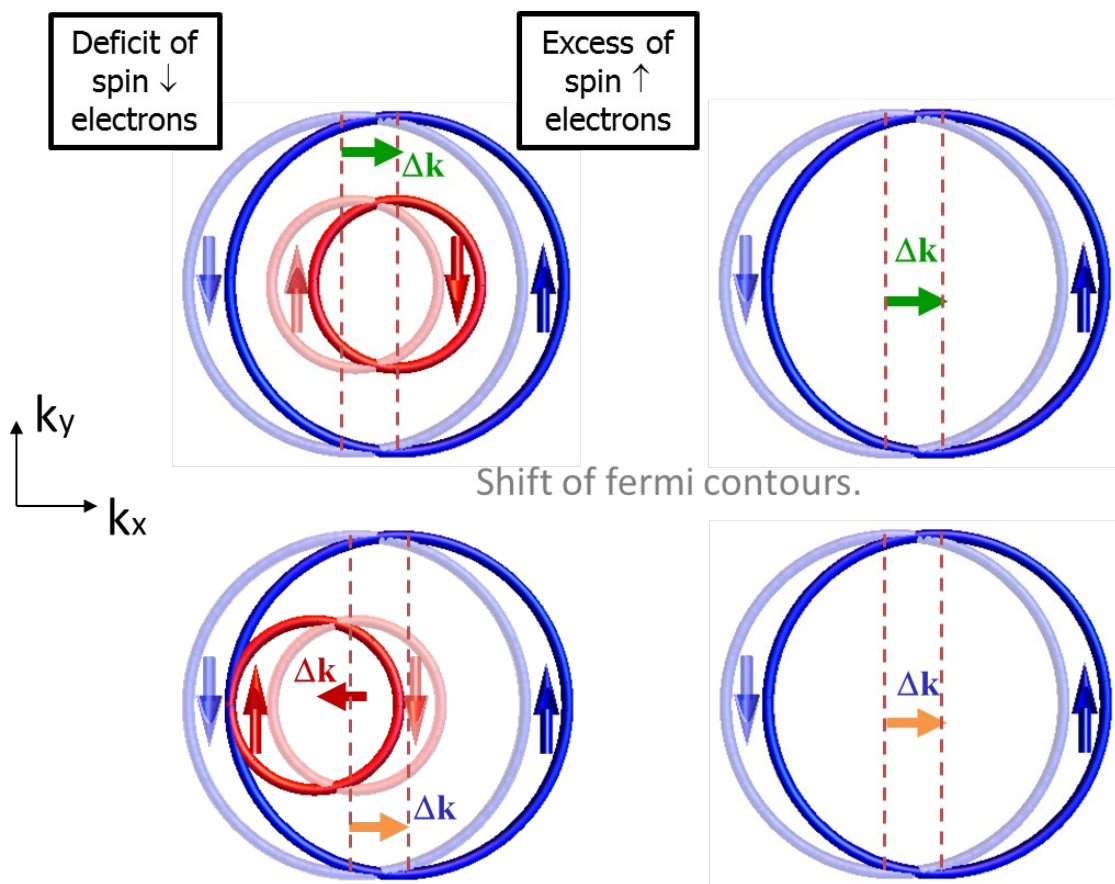 Deficit of
spin ↓
electrons
Excess of
spin ↑
electrons
Δk
Δk
ky
Shift of fermi contours.
kx
Δk
Δk
Δk